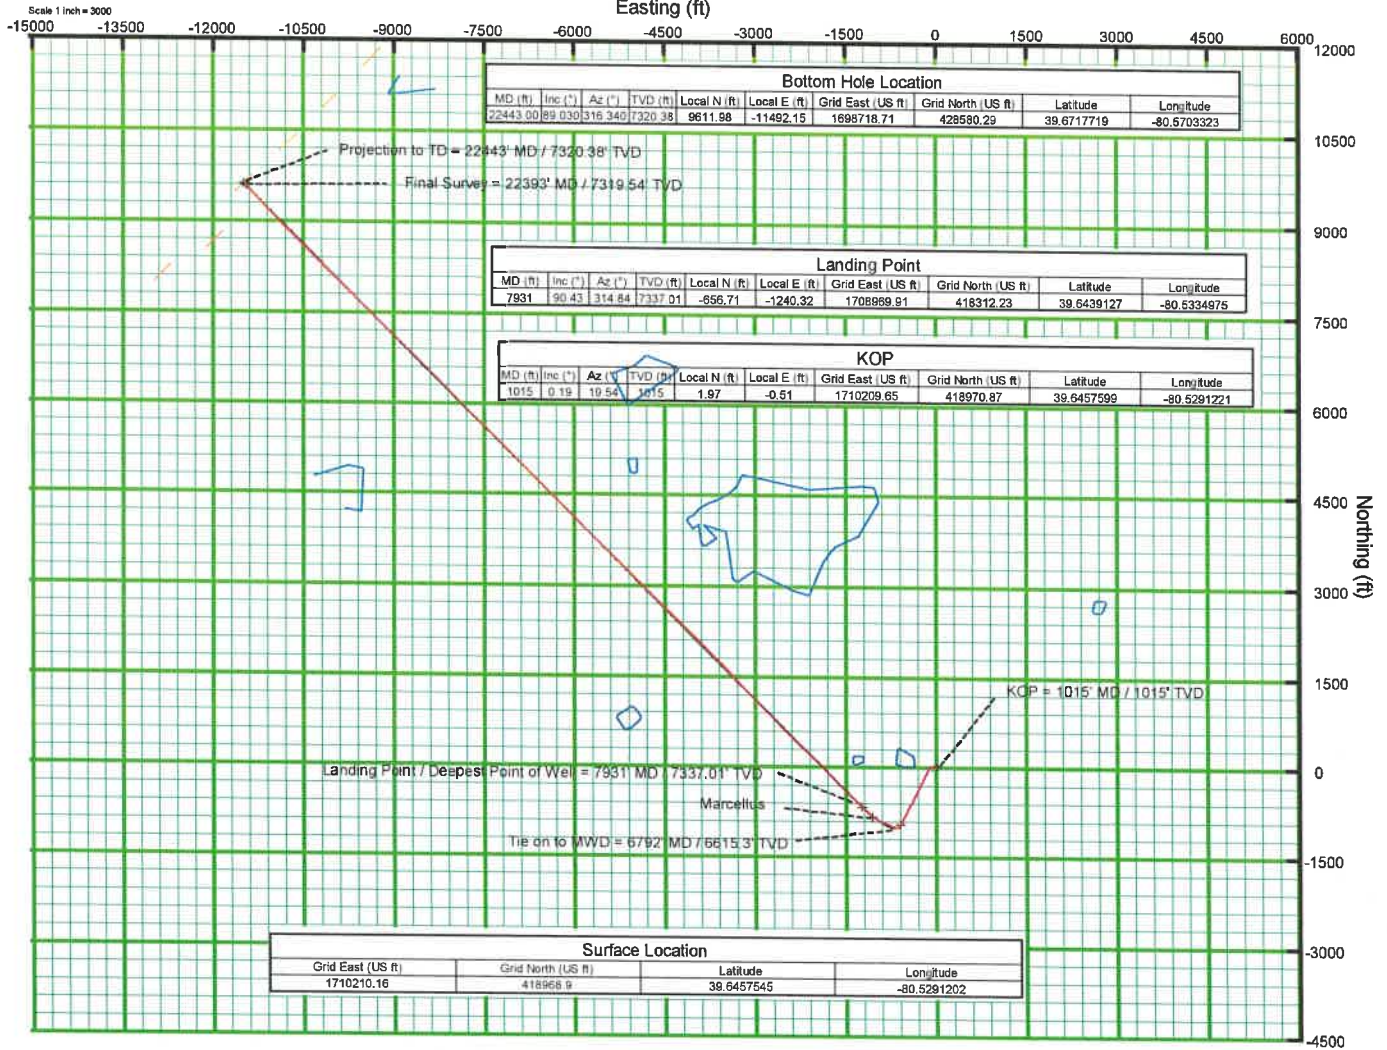 Scale 1 inch = 3000
Easting (ft)
-15000 -13500 -12000 -10500 -9000 -7500 -6000 -4500 -3000 -1500 0 1500 3000 4500 6000
12000
Bottom Hole Location
MD (ft) Inc (°) Az (°) TVD (ft) Local N (ft) Local E (ft) Grid East (US ft) Grid North (US ft) Latitude Longitude
22443.00 89.030 316.340 7320.38 9611.98 -11492.15 1698718.71 428580.29 39.6717719 -80.5703323
10500
Projection to TD = 22443' MD / 7320.38' TVD
Final Survey = 22393' MD / 7319.54' TVD
9000
Landing Point
MD (ft) Inc (°) Az (°) TVD (ft) Local N (ft) Local E (ft) Grid East (US ft) Grid North (US ft) Latitude Longitude
7931 90.43 314.64 7337.01 -656.71 -1240.32 1708969.91 418312.23 39.6439127 -80.5334975
7500
KOP
MD (ft) Inc (°) Az (°) TVD (ft) Local N (ft) Local E (ft) Grid East (US ft) Grid North (US ft) Latitude Longitude
1015 0.19 19.54 1015 1.97 -0.51 1710209.65 418970.87 39.6457599 -80.5291221
6000
4500
Northing (ft)
3000
1500
KOP = 1015' MD / 1015' TVD
Landing Point / Deepest Point of Well = 7931' MD / 7337.01' TVD
0
Marcellus
Tie on to MWD = 6792' MD / 6615.3' TVD
-1500
Surface Location
-3000
Grid East (US ft) Grid North (US ft) Latitude Longitude
1710210.16 418968.9 39.6457545 -80.5291202
-4500